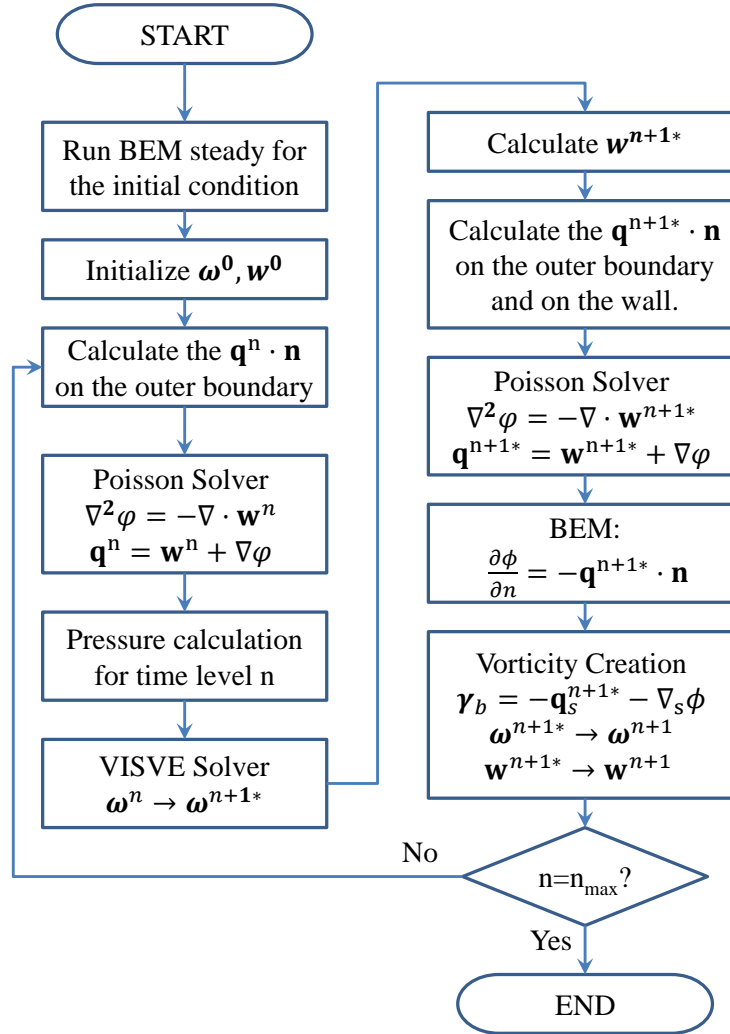 START
Run BEM steady for
the initial condition
Initialize ω⁰, w⁰
Calculate the qⁿ · n
on the outer boundary
Poisson Solver
∇²φ = −∇ · wⁿ
qⁿ = wⁿ + ∇φ
Pressure calculation
for time level n
VISVE Solver
ωⁿ → ωⁿ⁺¹*
Calculate wⁿ⁺¹*
Calculate the qⁿ⁺¹* · n
on the outer boundary
and on the wall.
Poisson Solver
∇²φ = −∇ · wⁿ⁺¹*
qⁿ⁺¹* = wⁿ⁺¹* + ∇φ
BEM:
∂ϕ/∂n = −qⁿ⁺¹* · n
Vorticity Creation
γ_b = −q_sⁿ⁺¹* − ∇_sϕ
ωⁿ⁺¹* → ωⁿ⁺¹
wⁿ⁺¹* → wⁿ⁺¹
No
n=n_max?
Yes
END